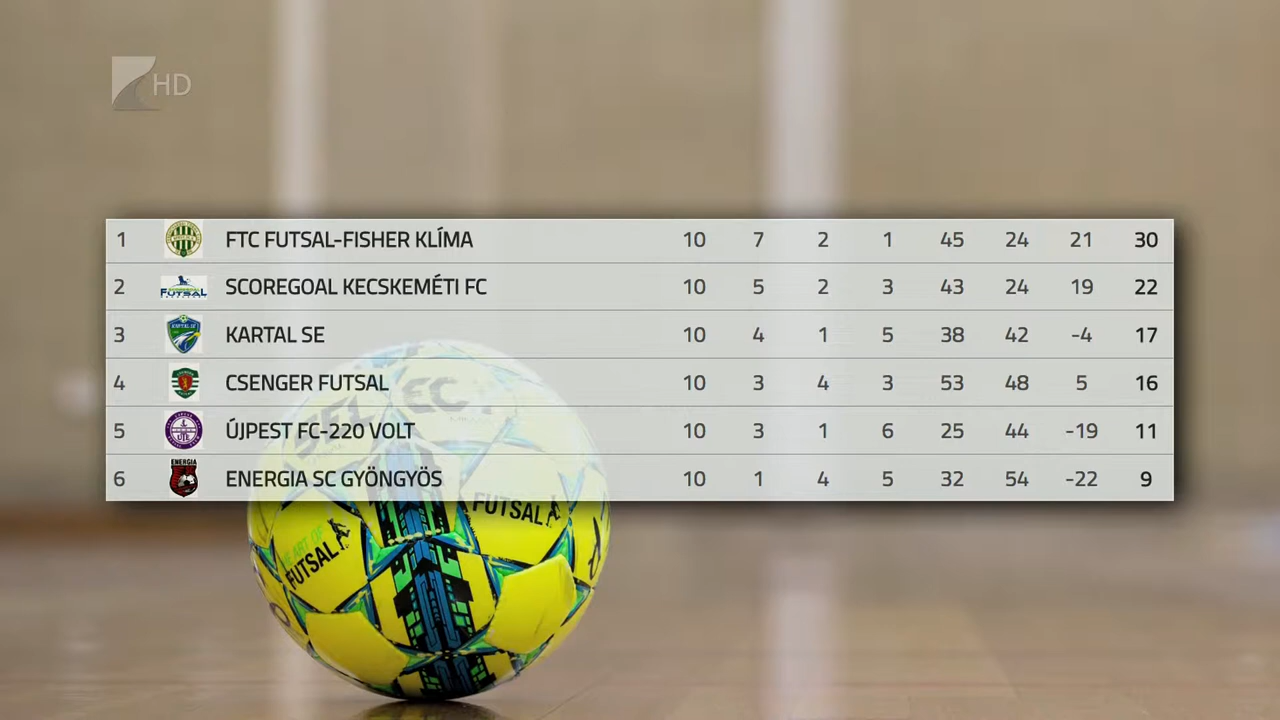 HD
1 FTC FUTSAL-FISHER KLÍMA 10 7 2 1 45 24 21 30
2 FUTSAL SCOREGOAL KECSKEMÉTI FC 10 5 2 3 43 24 19 22
3 KARTAL SE 10 4 1 5 38 42 -4 17
4 CSENGER FUTSAL 10 3 4 3 53 48 5 16
5 ÚJPEST FC-220 VOLT 10 3 1 6 25 44 -19 11
ENERGIA
6 ENERGIA SC GYÖNGYÖS 10 1 4 5 32 54 -22 9
SELECT
FUTSAL
FUTSAL